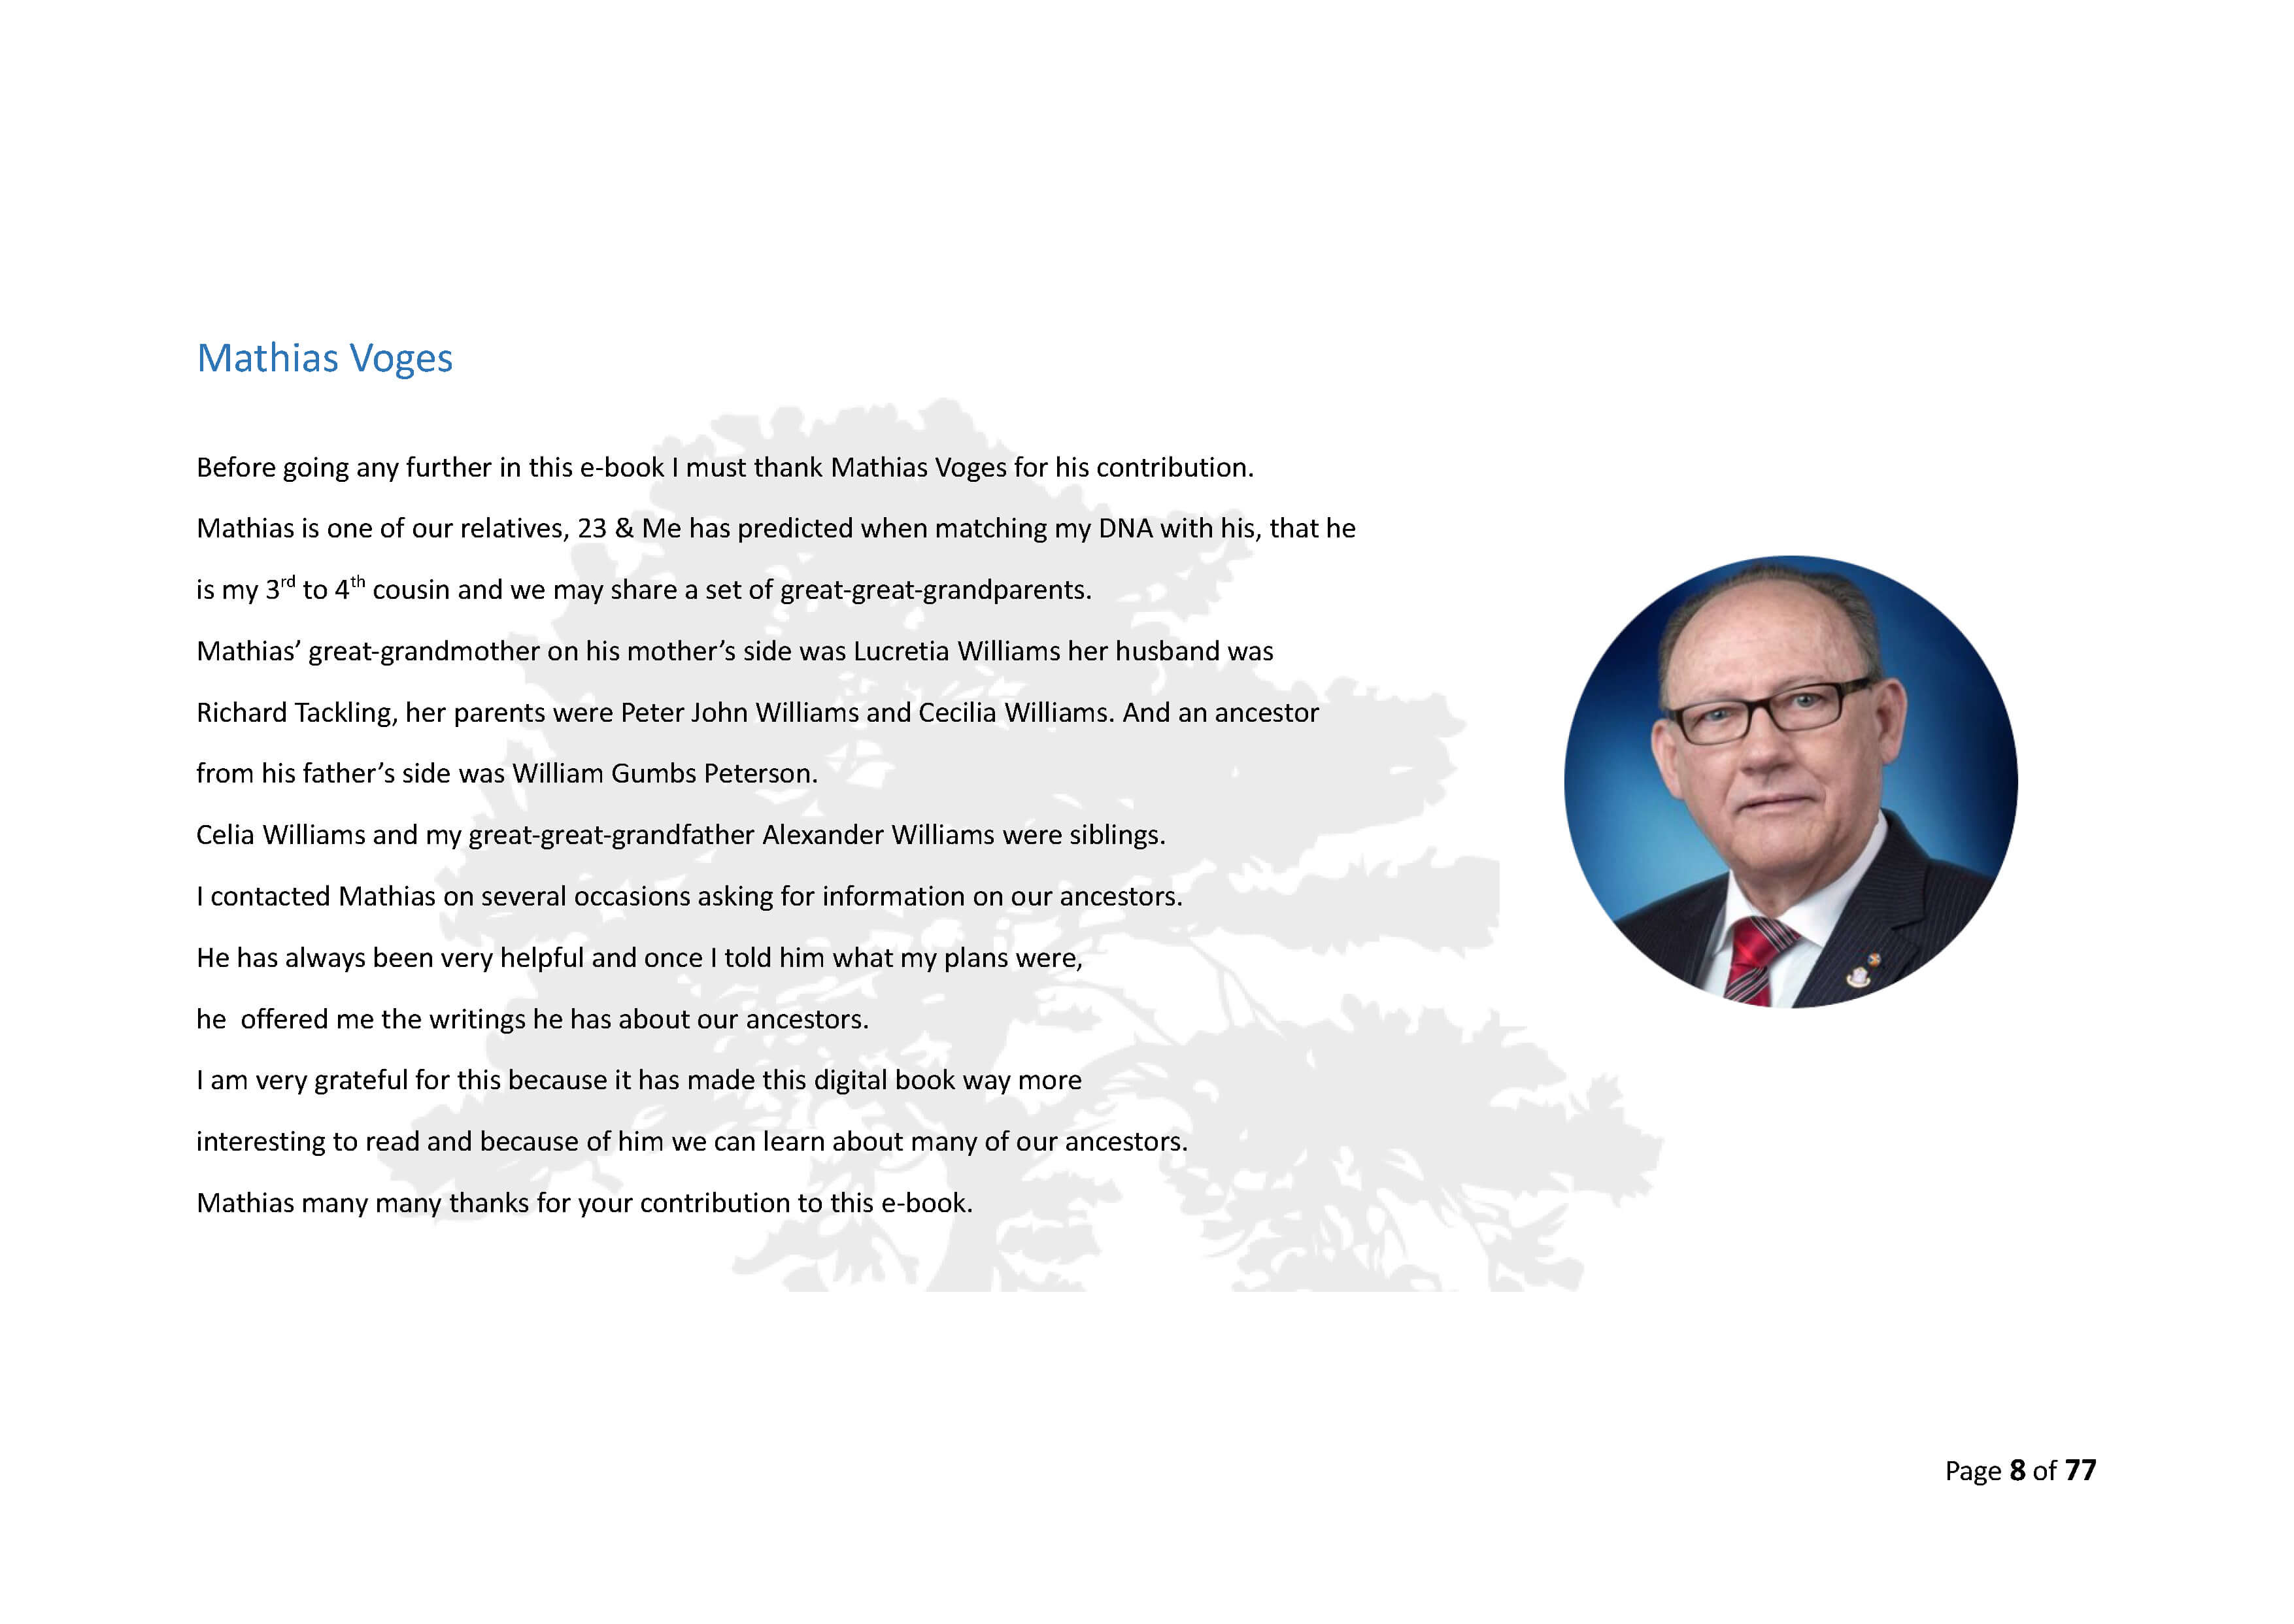 Mathias Voges
Before going any further in this e-book I must thank Mathias Voges for his contribution.
Mathias is one of our relatives, 23 & Me has predicted when matching my DNA with his, that he
is my 3rd to 4th cousin and we may share a set of great-great-grandparents.
Mathias’ great-grandmother on his mother’s side was Lucretia Williams her husband was
Richard Tackling, her parents were Peter John Williams and Cecilia Williams. And an ancestor
from his father’s side was William Gumbs Peterson.
Celia Williams and my great-great-grandfather Alexander Williams were siblings.
I contacted Mathias on several occasions asking for information on our ancestors.
He has always been very helpful and once I told him what my plans were,
he  offered me the writings he has about our ancestors.
I am very grateful for this because it has made this digital book way more
interesting to read and because of him we can learn about many of our ancestors.
Mathias many many thanks for your contribution to this e-book.
Page 8 of 77